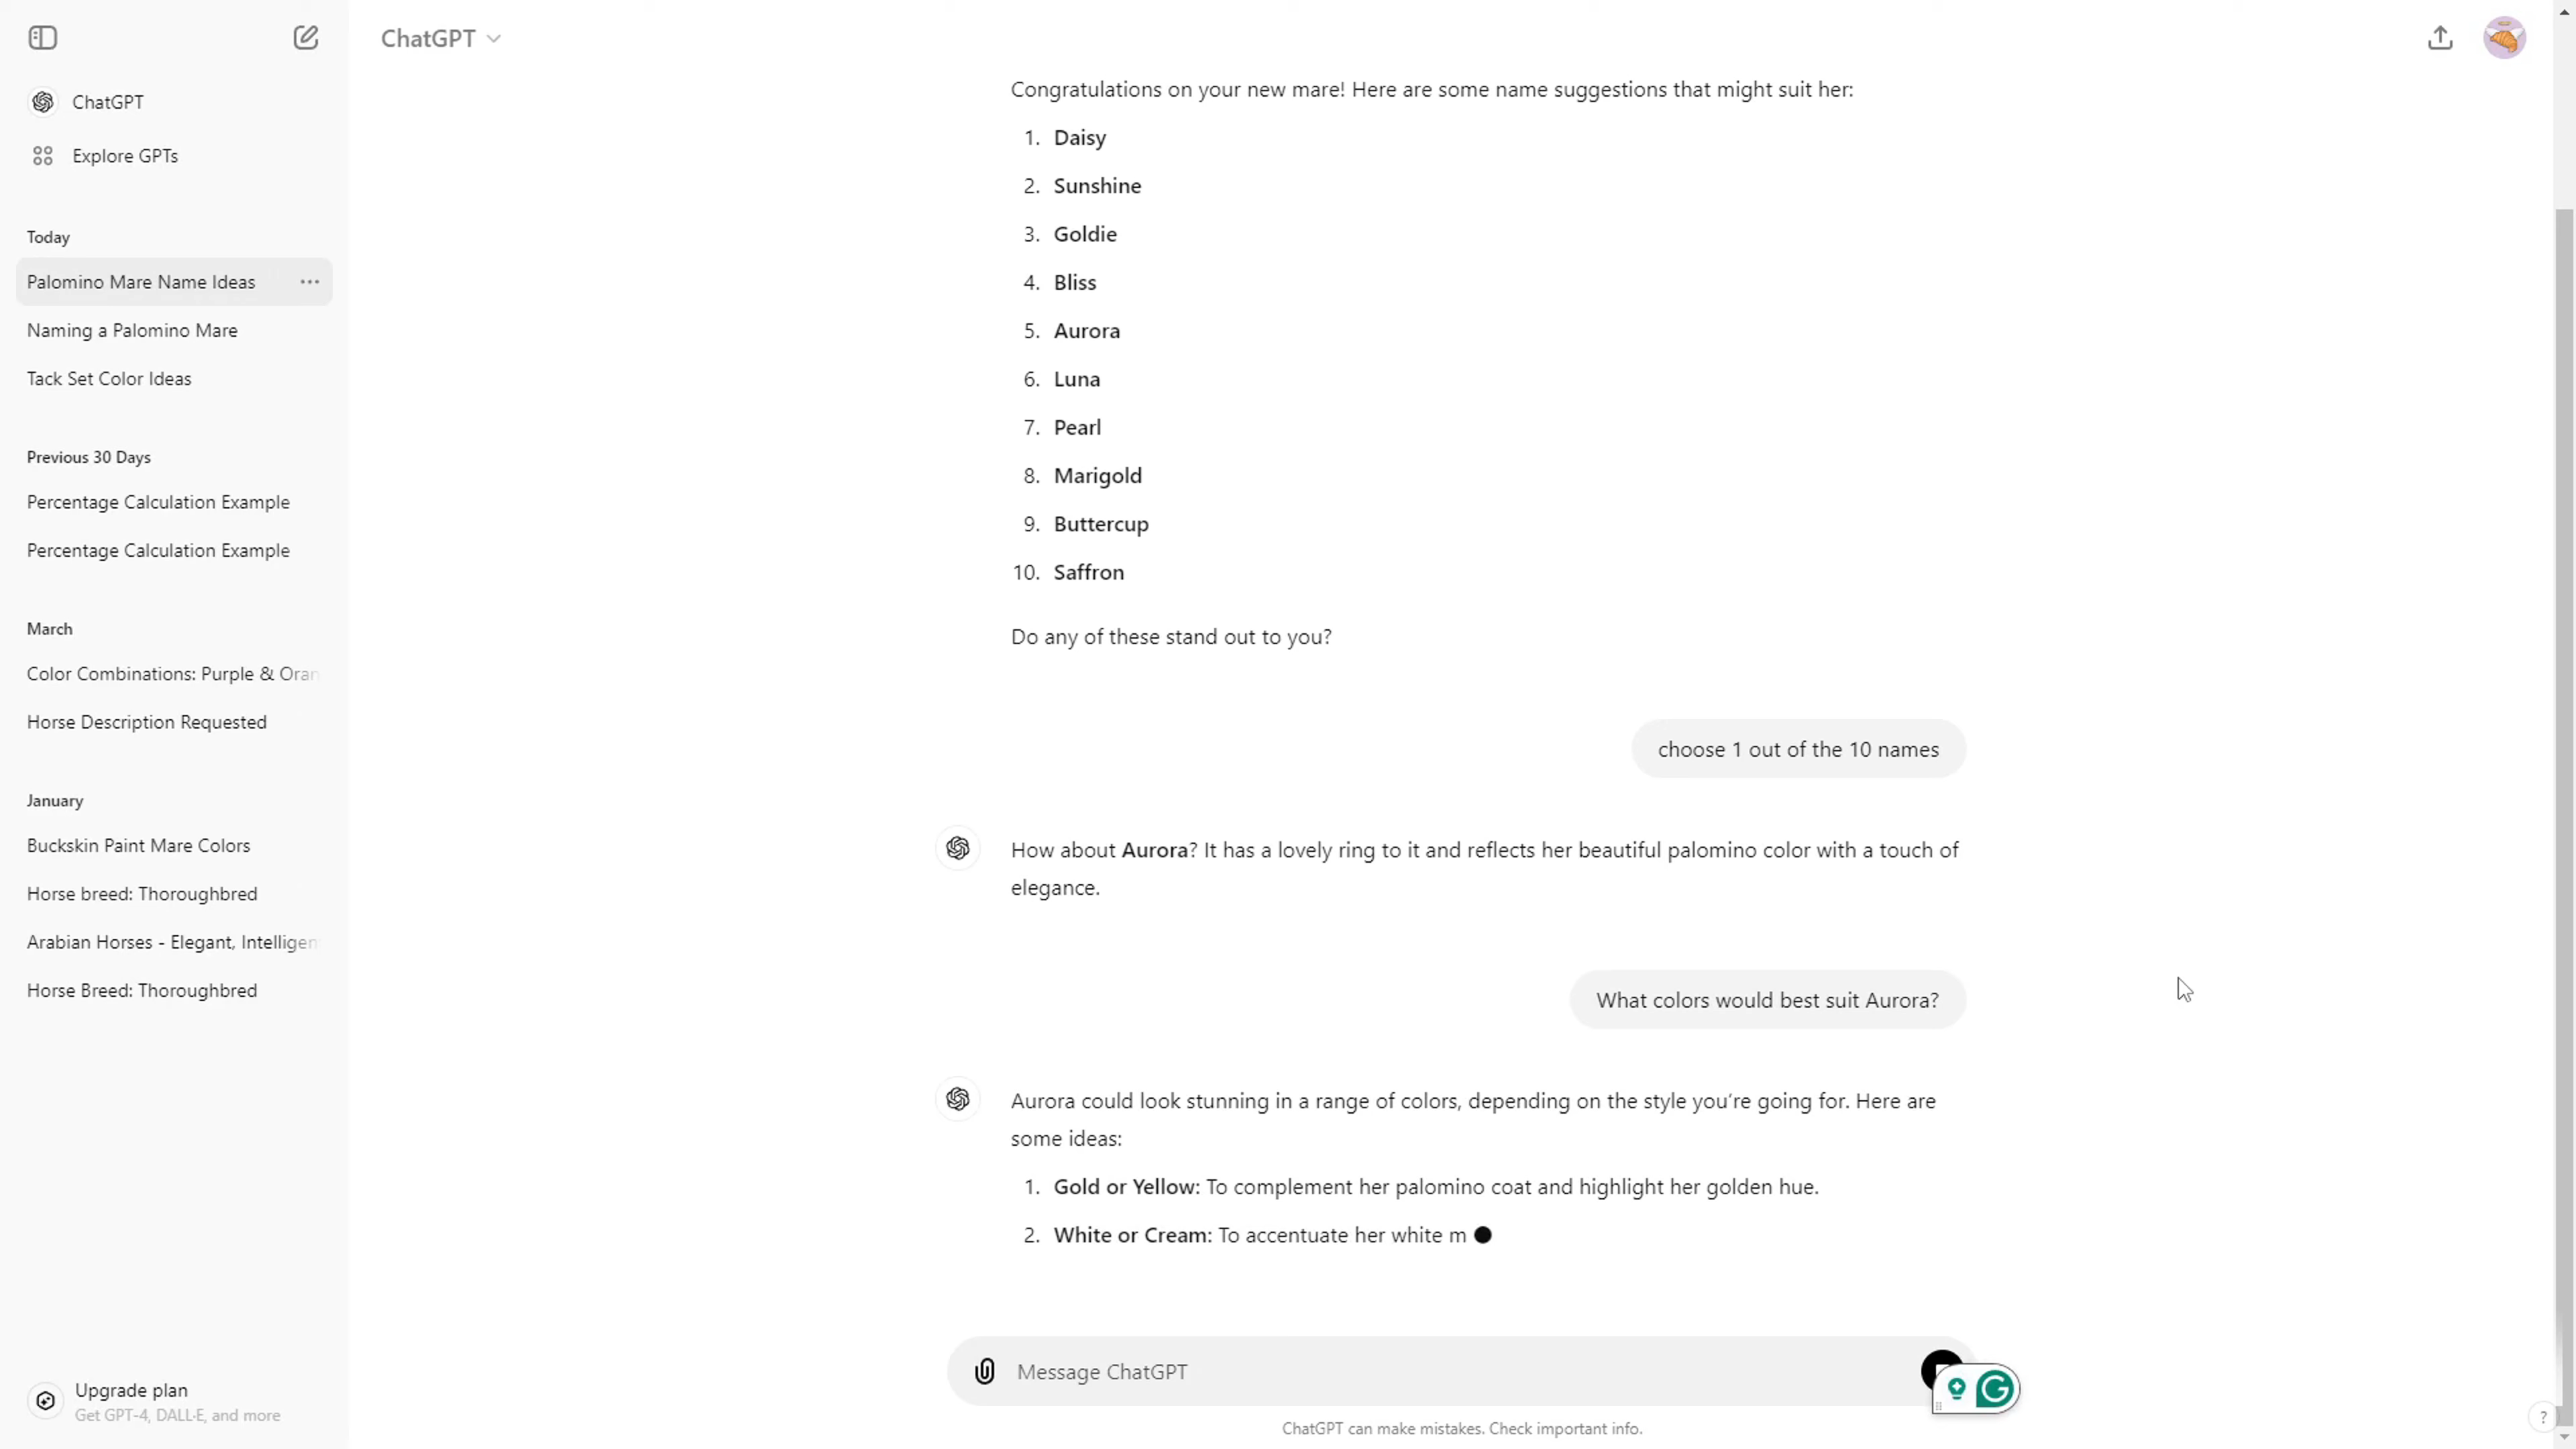 ChatGPT
ChatGPT
Explore GPTs
Today
Palomino Mare Name Ideas
Naming a Palomino Mare
Tack Set Color Ideas
Previous 30 Days
Percentage Calculation Example
Percentage Calculation Example
March
Color Combinations: Purple & Oran
Horse Description Requested
January
Buckskin Paint Mare Colors
Horse breed: Thoroughbred
Arabian Horses - Elegant, Intelligen
Horse Breed: Thoroughbred
Upgrade plan
Get GPT-4, DALL·E, and more
Congratulations on your new mare! Here are some name suggestions that might suit her:
1. Daisy
2. Sunshine
3. Goldie
4. Bliss
5. Aurora
6. Luna
7. Pearl
8. Marigold
9. Buttercup
10. Saffron
Do any of these stand out to you?
choose 1 out of the 10 names
How about Aurora? It has a lovely ring to it and reflects her beautiful palomino color with a touch of
elegance.
What colors would best suit Aurora?
Aurora could look stunning in a range of colors, depending on the style you're going for. Here are
some ideas:
1. Gold or Yellow: To complement her palomino coat and highlight her golden hue.
2. White or Cream: To accentuate her white m
Message ChatGPT
ChatGPT can make mistakes. Check important info.
?